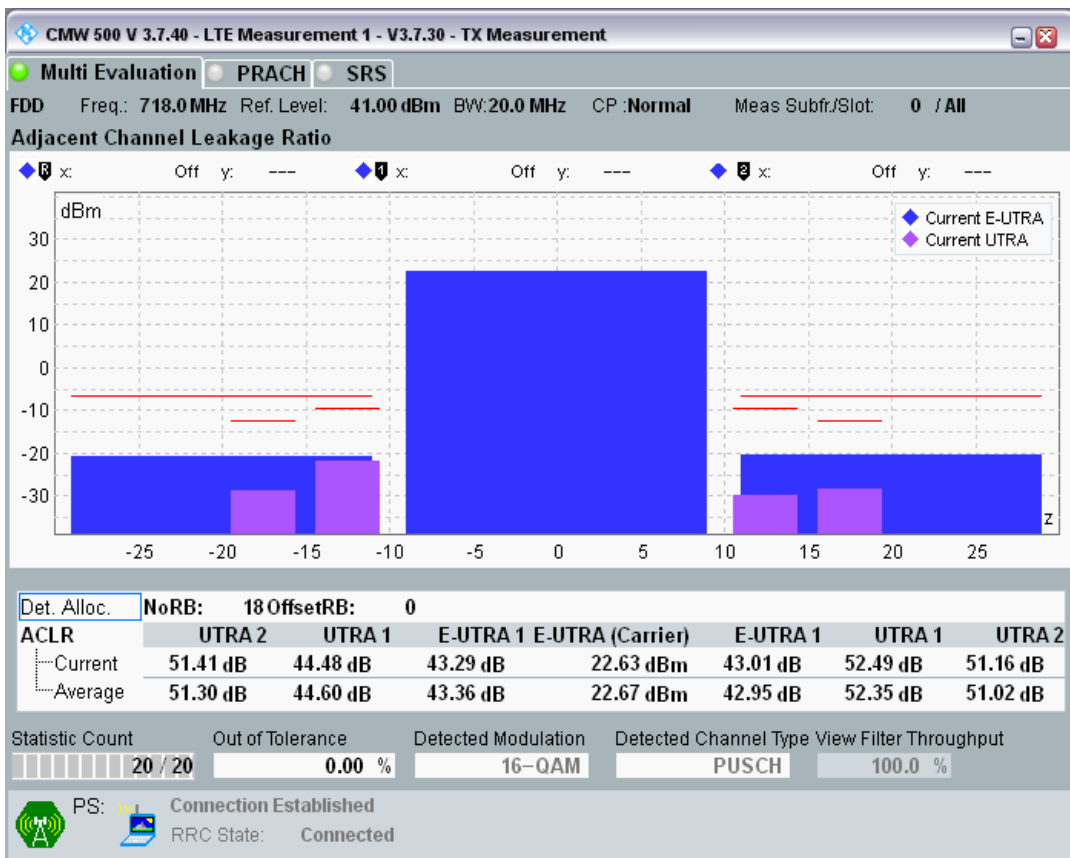 CMW 500 V 3.7.40 - LTE Measurement 1 - V3.7.30 - TX Measurement
Multi Evaluation PRACH SRS
FDD Freq.: 718.0 MHz Ref. Level: 41.00 dBm BW:20.0 MHz CP :Normal Meas Subfr./Slot: 0 / All
Adjacent Channel Leakage Ratio
R x: Off y: --- 1 x: Off y: --- 2 x: Off y: ---
dBm
Current E-UTRA
Current UTRA
30
20
10
0
-10
-20
-30
z
-25 -20 -15 -10 -5 0 5 10 15 20 25
Det. Alloc. NoRB: 18 OffsetRB: 0
ACLR UTRA 2 UTRA 1 E-UTRA 1 E-UTRA (Carrier) E-UTRA 1 UTRA 1 UTRA 2
Current 51.41 dB 44.48 dB 43.29 dB 22.63 dBm 43.01 dB 52.49 dB 51.16 dB
Average 51.30 dB 44.60 dB 43.36 dB 22.67 dBm 42.95 dB 52.35 dB 51.02 dB
Statistic Count Out of Tolerance Detected Modulation Detected Channel Type View Filter Throughput
20 / 20 0.00 % 16-QAM PUSCH 100.0 %
PS: Connection Established
RRC State: Connected